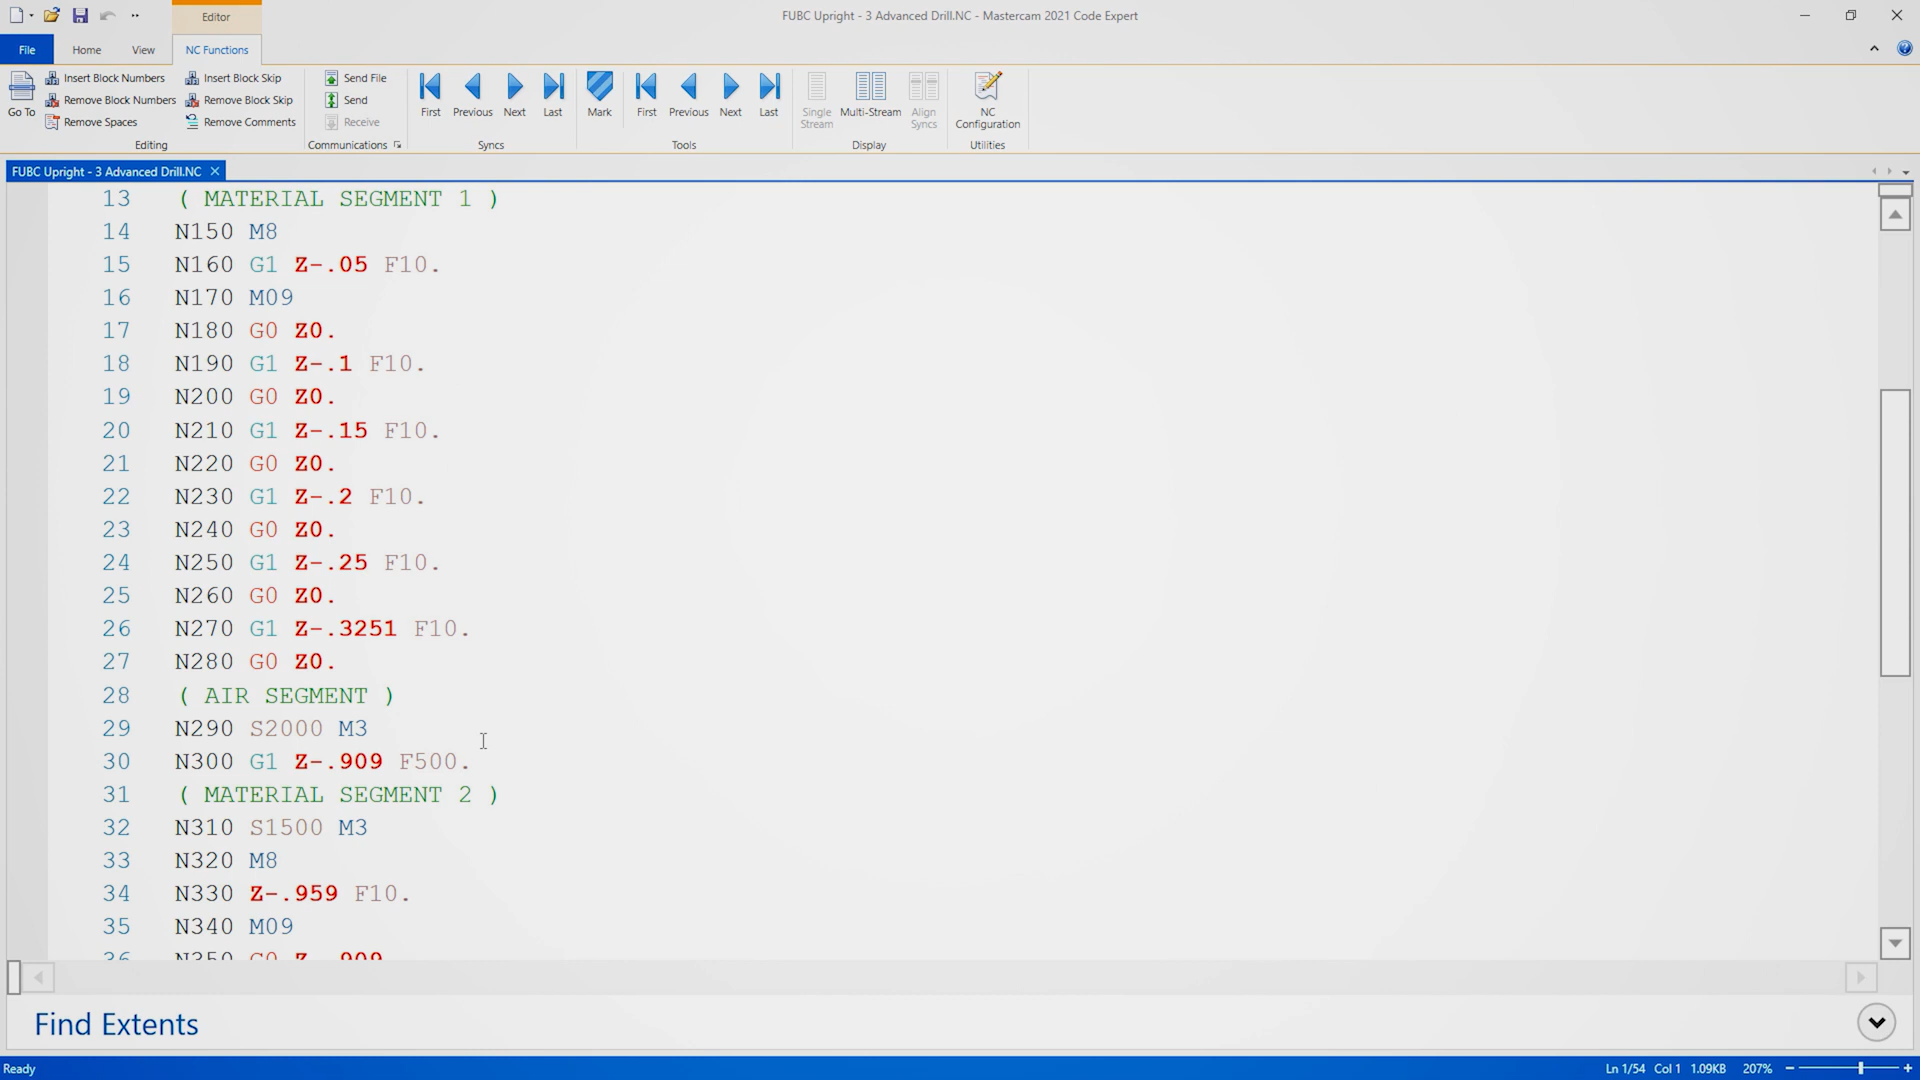 Editor
FUBC Upright - 3 Advanced Drill.NC - Mastercam 2021 Code Expert
File Home View NC Functions
Go To
Insert Block Numbers
Remove Block Numbers
Remove Spaces
Insert Block Skip
Remove Block Skip
Remove Comments
Editing
Send File
Send
Receive
Communications
First Previous Next Last
Syncs
Mark
First Previous Next Last
Tools
Single Stream
Multi-Stream
Align Syncs
Display
NC Configuration
Utilities
FUBC Upright - 3 Advanced Drill.NC
13 ( MATERIAL SEGMENT 1 )
14 N150 M8
15 N160 G1 Z-.05 F10.
16 N170 M09
17 N180 G0 Z0.
18 N190 G1 Z-.1 F10.
19 N200 G0 Z0.
20 N210 G1 Z-.15 F10.
21 N220 G0 Z0.
22 N230 G1 Z-.2 F10.
23 N240 G0 Z0.
24 N250 G1 Z-.25 F10.
25 N260 G0 Z0.
26 N270 G1 Z-.3251 F10.
27 N280 G0 Z0.
28 ( AIR SEGMENT )
29 N290 S2000 M3
30 N300 G1 Z-.909 F500.
31 ( MATERIAL SEGMENT 2 )
32 N310 S1500 M3
33 N320 M8
34 N330 Z-.959 F10.
35 N340 M09
36 N350 G0 Z-.909
Find Extents
Ready
Ln 1/54 Col 1 1.09KB 207%